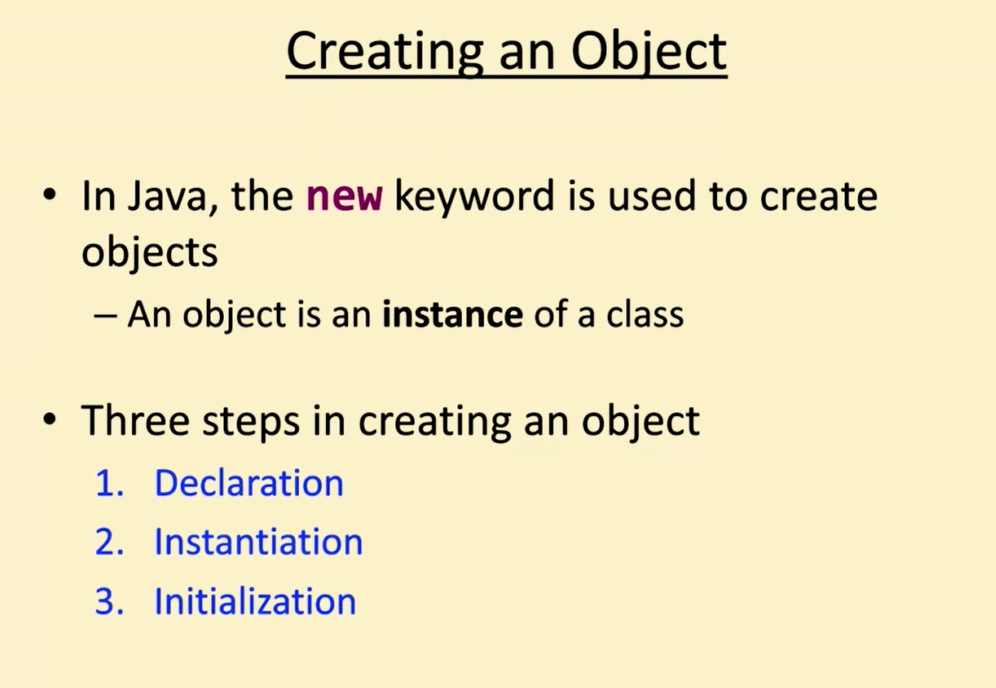 Creating an Object
• In Java, the new keyword is used to create
objects
– An object is an instance of a class
• Three steps in creating an object
1. Declaration
2. Instantiation
3. Initialization